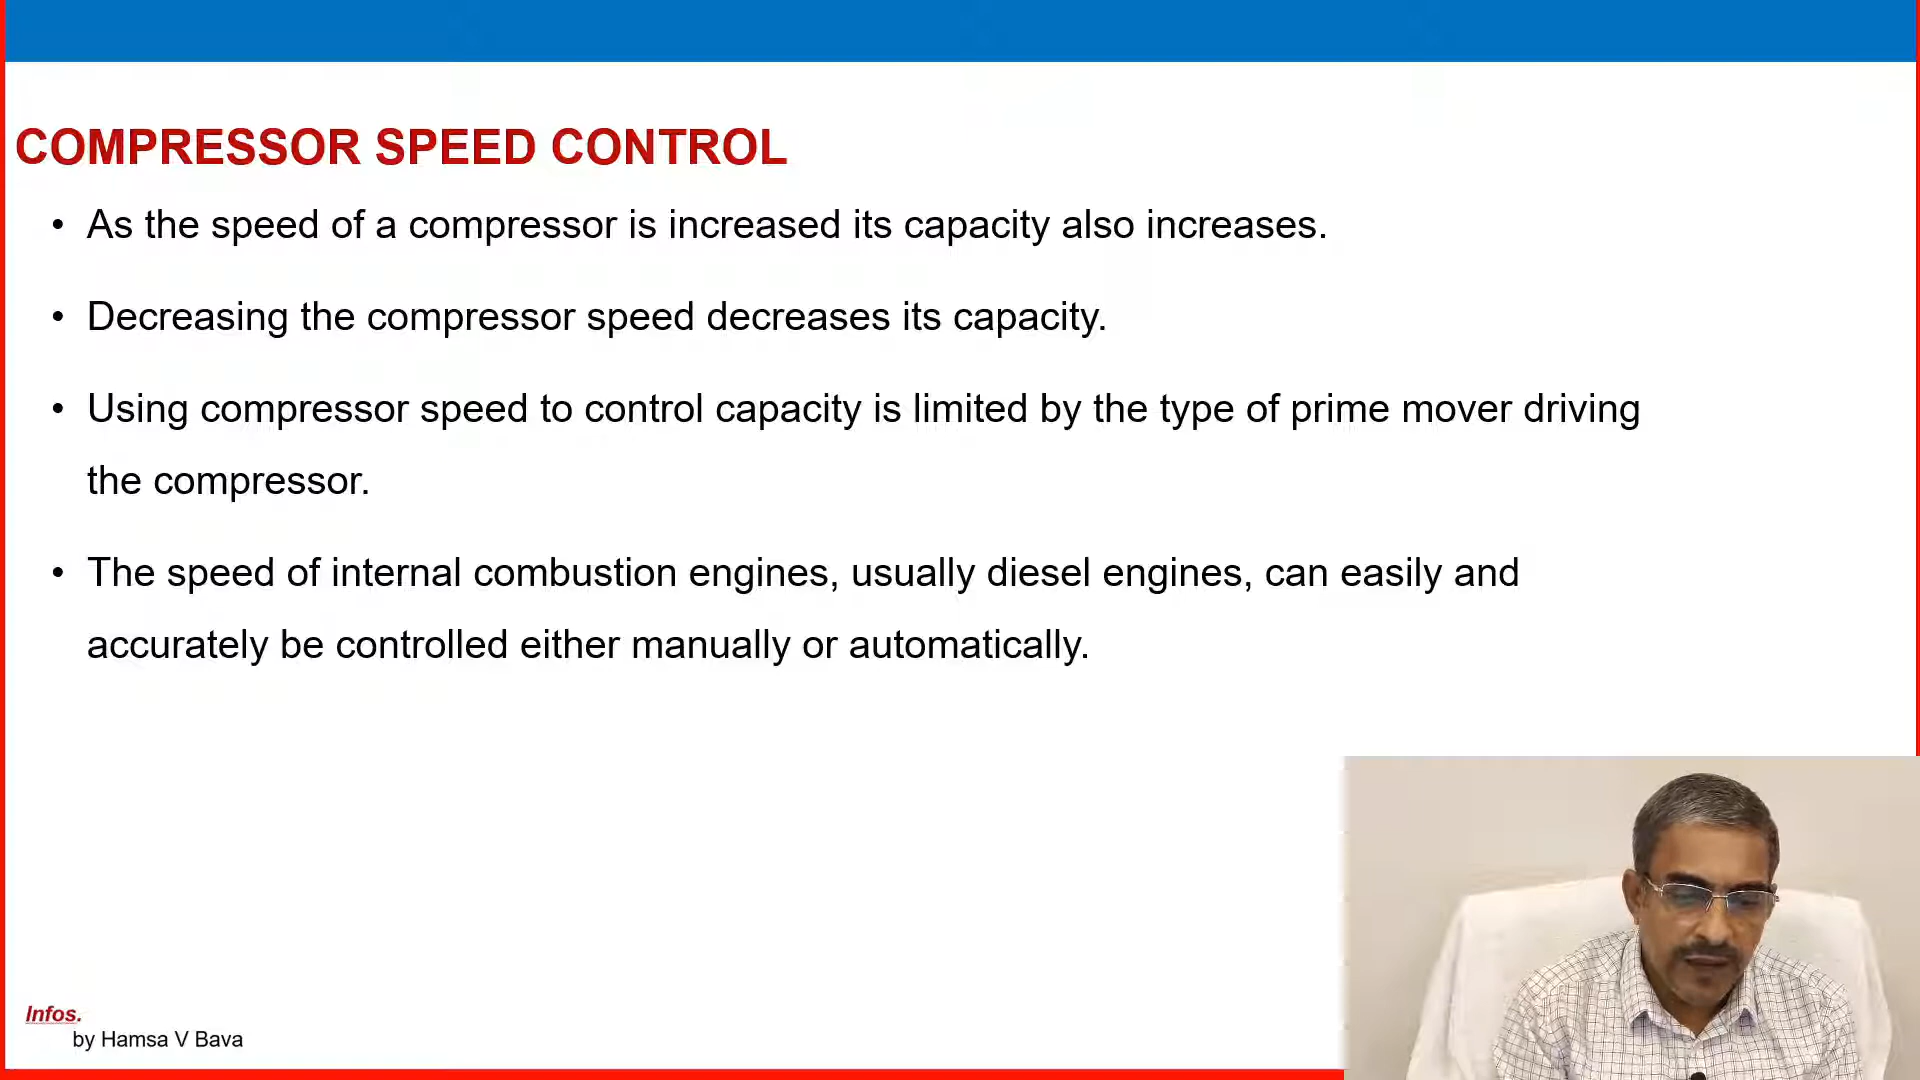 COMPRESSOR SPEED CONTROL
• As the speed of a compressor is increased its capacity also increases.
• Decreasing the compressor speed decreases its capacity.
• Using compressor speed to control capacity is limited by the type of prime mover driving
the compressor.
• The speed of internal combustion engines, usually diesel engines, can easily and
accurately be controlled either manually or automatically.
Infos.
by Hamsa V Bava